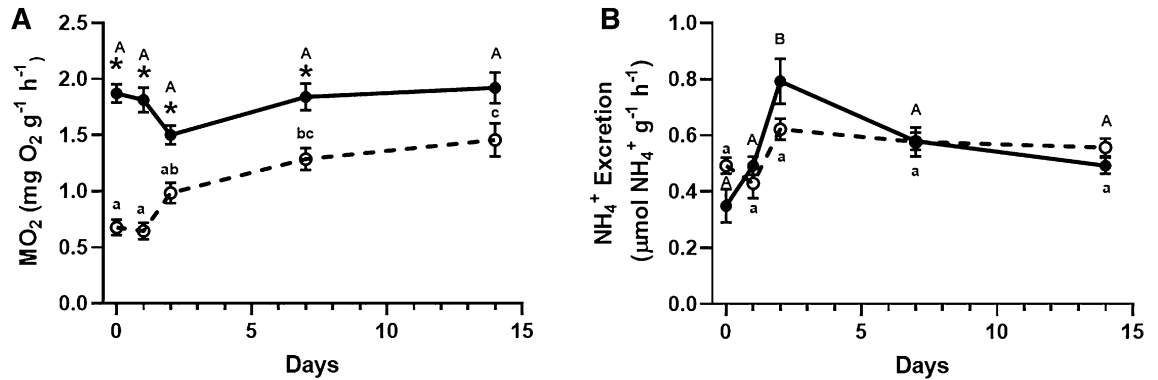 A
MO₂ (mg O₂ g⁻¹ h⁻¹)
2.5
2.0
1.5
1.0
0.5
0.0
A
*
A
*
A
*
A
*
A
a
a
ab
bc
c
0
5
10
15
Days
B
NH₄⁺ Excretion
(µmol NH₄⁺ g⁻¹ h⁻¹)
1.0
0.8
0.6
0.4
0.2
0.0
a
A
A
a
B
a
A
a
A
a
0
5
10
15
Days